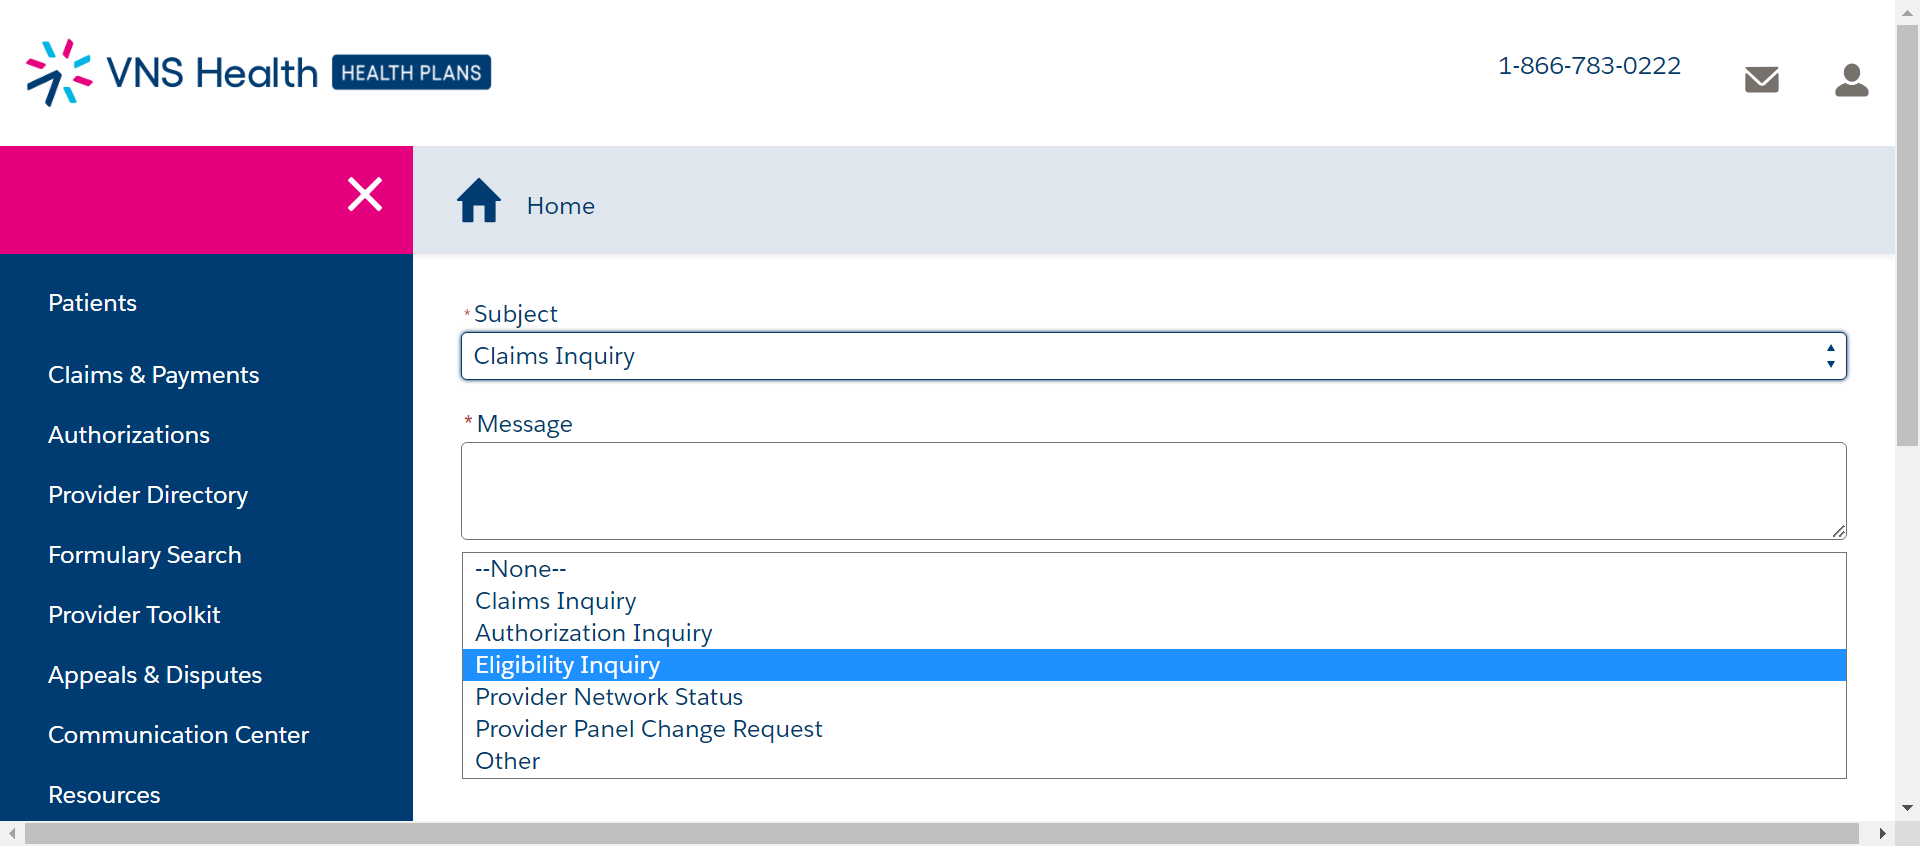 VNS Health HEALTH PLANS
1-866-783-0222
Home
Patients
Claims & Payments
Authorizations
Provider Directory
Formulary Search
Provider Toolkit
Appeals & Disputes
Communication Center
Resources
*Subject
Claims Inquiry
*Message
--None--
Claims Inquiry
Authorization Inquiry
Eligibility Inquiry
Provider Network Status
Provider Panel Change Request
Other